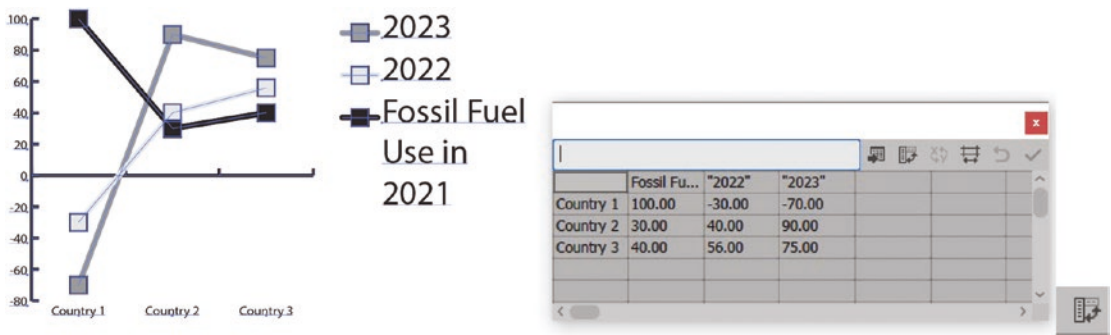 100
80
60
40
20
0
-20
-40
-60
-80
Country 1 Country 2 Country 3
2023
2022
Fossil Fuel
Use in
2021
x
Fossil Fu... "2022" "2023"
Country 1 100.00 -30.00 -70.00
Country 2 30.00 40.00 90.00
Country 3 40.00 56.00 75.00